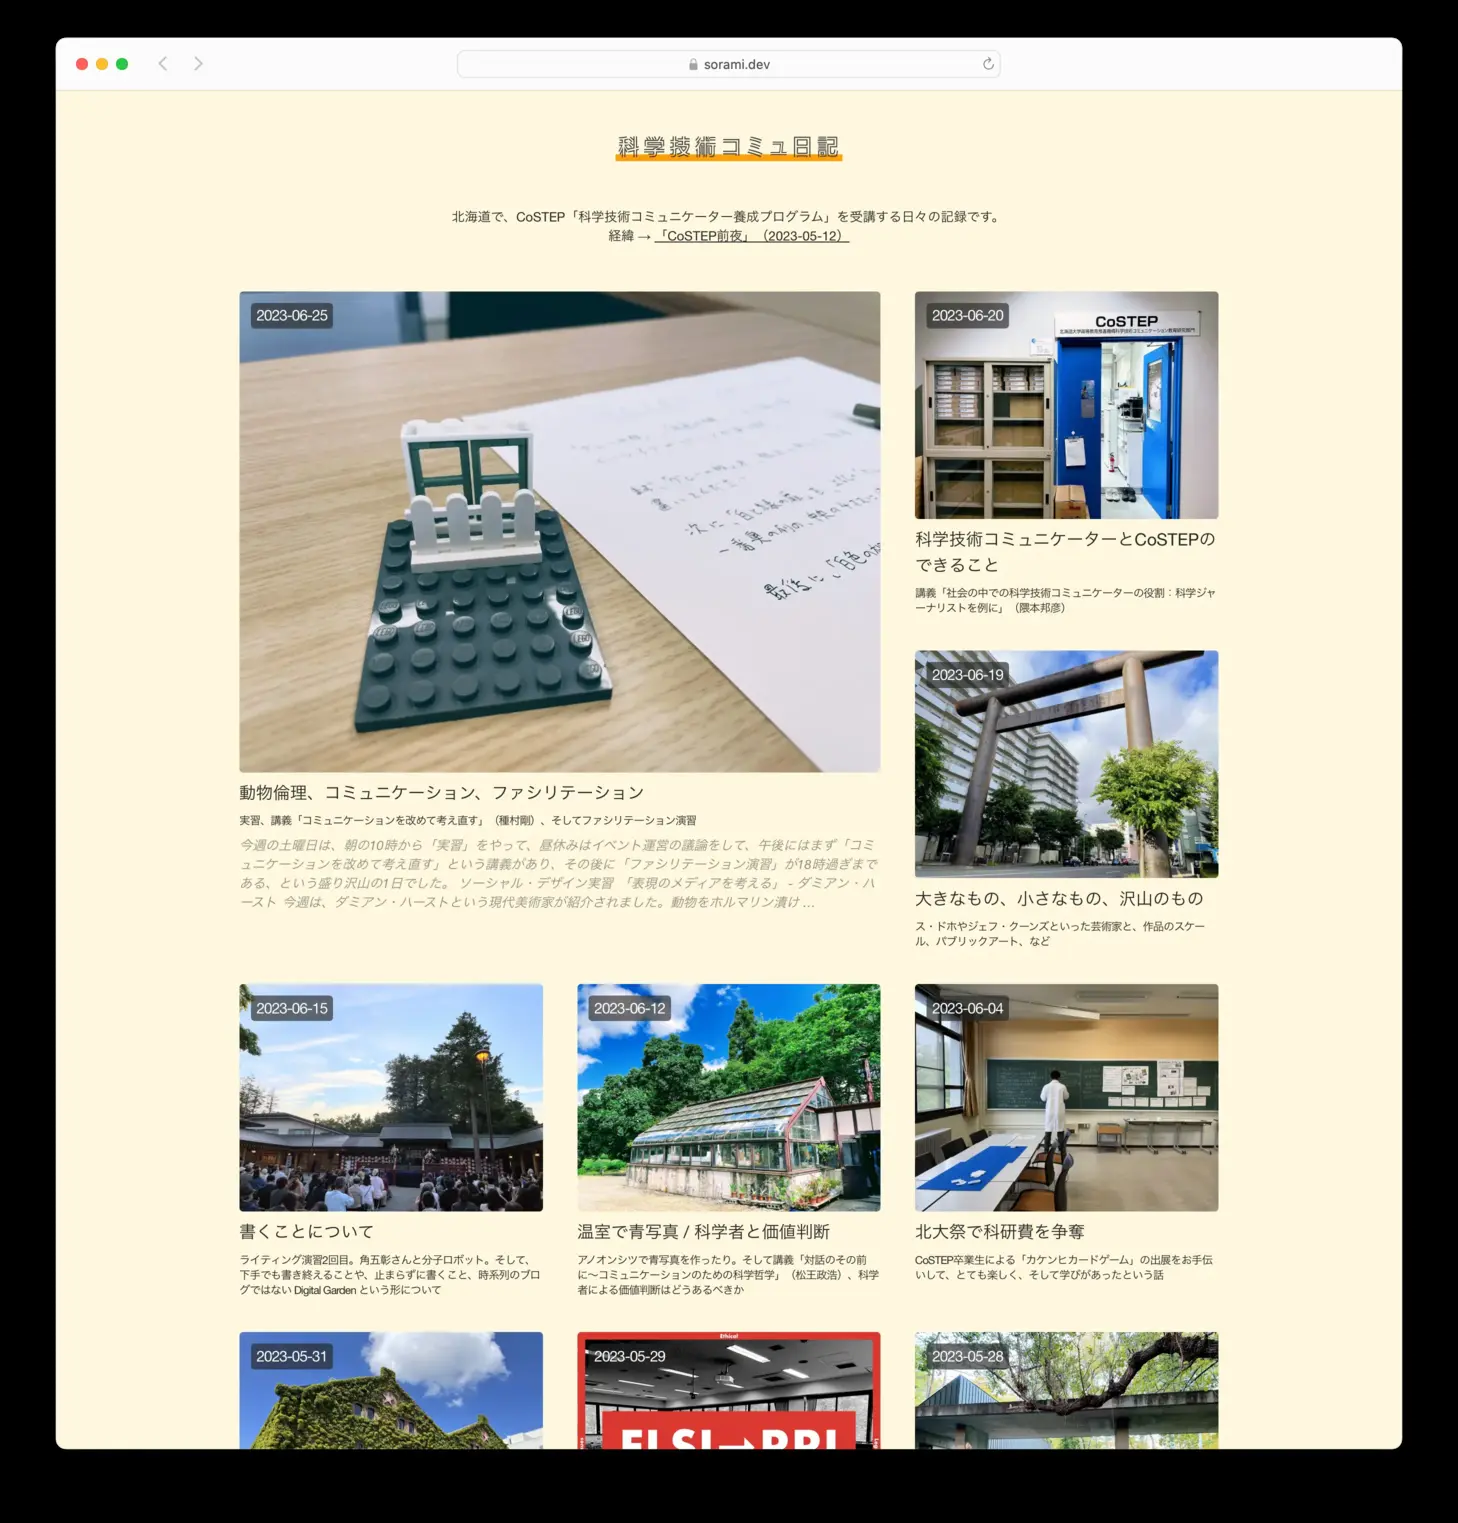 sorami.dev
科学技術コミュ日記
北海道で、CoSTEP「科学技術コミュニケーター養成プログラム」を受講する日々の記録です。
経緯 → 「CoSTEP前夜」（2023-05-12）
2023-06-25
動物倫理、コミュニケーション、ファシリテーション
実習、講義「コミュニケーションを改めて考え直す」（種村剛）、そしてファシリテーション演習
今週の土曜日は、朝の10時から「実習」をやって、昼休みはイベント運営の議論をして、午後にはまず「コミ
ュニケーションを改めて考え直す」という講義があり、その後に「ファシリテーション演習」が18時過ぎまで
ある、という盛り沢山の1日でした。 ソーシャル・デザイン実習 「表現のメディアを考える」 - ダミアン・ハ
ースト 今週は、ダミアン・ハーストという現代美術家が紹介されました。動物をホルマリン漬け ...
2023-06-20
CoSTEP
科学技術コミュニケーターとCoSTEPの
できること
講義「社会の中での科学技術コミュニケーターの役割：科学ジャ
ーナリストを例に」（隈本邦彦）
2023-06-19
大きなもの、小さなもの、沢山のもの
ス・ドホやジェフ・クーンズといった芸術家と、作品のスケー
ル、パブリックアート、など
2023-06-15
書くことについて
ライティング演習2回目。角五彰さんと分子ロボット。そして、
下手でも書き終えることや、止まらずに書くこと、時系列のブロ
グではない Digital Garden という形について
2023-06-12
温室で青写真 / 科学者と価値判断
アノオンシツで青写真を作ったり。そして講義「対話のその前
に〜コミュニケーションのための科学哲学」（松王政浩）、科学
者による価値判断はどうあるべきか
2023-06-04
北大祭で科研費を争奪
CoSTEP卒業生による「カケンヒカードゲーム」の出展をお手伝
いして、とても楽しく、そして学びがあったという話
2023-05-31
2023-05-29
Ethical
ELSI→RRI
2023-05-28